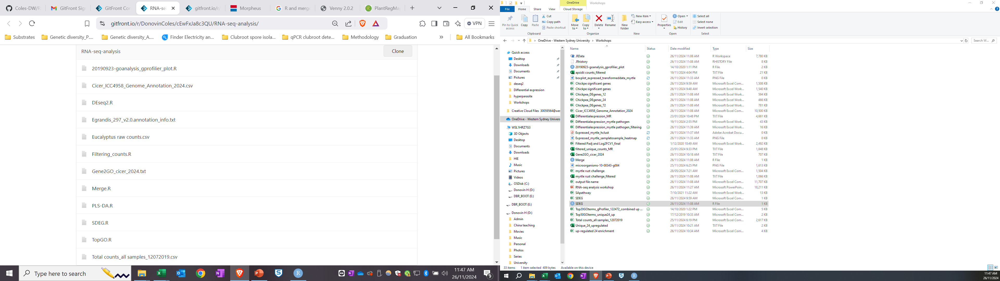 Coles-DW/R
GitFront Sig
GitFront Cor
RNA-se
gitfront.io/r/
Morpheus
R and merge
Venny 2.0.2
PlantRegMa
gitfront.io/r/DonovinColes/cEwFxJa8c3QU/RNA-seq-analysis/
VPN
Substrates
Genetic diversity_P....
Genetic diversity_A....
Finder Electricity an...
Clubroot spore isola...
qPCR clubroot dete...
Methodology
Graduation
All Bookmarks
RNA-seq-analysis
Clone
20190923-goanalysis_gprofilier_plot.R
Cicer_ICC4958_Genome_Annotation_2024.csv
DEseq2.R
Egrandis_297_v2.0.annotation_info.txt
Eucalyptus raw counts.csv
Filtering_counts.R
Gene2GO_cicer_2024.txt
Merge.R
PLS-DA.R
SDEG.R
TopGO.R
Total counts_all samples_12072019.csv
Type here to search
11:47 AM
26/11/2024
9
OneDrive
Workshops
File
Home
Share
View
Cloud Storage
Pin to Quick access
Copy
Paste
Cut
Copy path
Paste shortcut
Clipboard
Move to
Copy to
Delete
Rename
Organize
New folder
New item
Easy access
New
Properties
Open
Edit
History
Open
Select all
Select none
Invert selection
Select
OneDrive - Western Sydney University
Workshops
Search W...
Quick access
Desktop
Downloads
Documents
Pictures
deseq2
Differential expression
hyperparasite
Workshops
Creative Cloud Files 30059564@wes
OneDrive - Western Sydney Univers
WSL1HRZ7G3
3D Objects
Desktop
Documents
Downloads
HIE
Music
Pictures
Videos
OSDisk (C:)
Donovin H (D:)
DBR_BOOT (E:)
DBR_BOOT (E:)
Donovin H (D:)
Admin
China teaching
Movies
Music
Personal
Photos
Series
University
Name Status Date modified Type Size
.RData 26/11/2024 11:08 AM R Workspace 7,780 KB
.Rhistory 26/11/2024 11:08 AM RHISTORY File 8 KB
20190923-goanalysis_gprofilier_plot 14/10/2020 1:11 PM R File 2 KB
apsidii counts_filtered 19/11/2024 4:04 PM TXT File 21 KB
boxplot_expressed_transformeddata_myrtle 26/11/2024 11:33 AM PNG File 0 KB
Chickpe significant genes 26/11/2024 9:59 AM Microsoft Excel Com... 1,508 KB
Chickpe significant genes 26/11/2024 9:48 AM Microsoft Excel Work... 1,540 KB
Chickpea_DEgenes_12 26/11/2024 11:08 AM Microsoft Excel Work... 594 KB
Chickpea_DEgenes_24 26/11/2024 11:08 AM Microsoft Excel Work... 466 KB
Chickpea_DEgenes_72 26/11/2024 11:08 AM Microsoft Excel Work... 781 KB
Cicer_ICC4958_Genome_Annotation_2024 26/11/2024 11:08 AM Microsoft Excel Com... 10,500 KB
Differentialexpression_MR 23/01/2024 10:48 PM TXT File 4,661 KB
Differentialexpression_myrtle pathogen 19/11/2024 2:55 PM Microsoft Excel Work... 43 KB
Differentialexpression_myrtle pathogen_filtering 26/11/2024 11:39 AM Microsoft Excel Work... 16 KB
Expressed_myrtle_hclust 26/11/2024 11:37 AM Adobe Acrobat Docu... 0 KB
Expressed_myrtle_sampletosample_heatmap 26/11/2024 11:33 AM PNG File 0 KB
Filtered Padj and Log2FCV1_final 1/12/2020 10:49 AM Microsoft Excel Work... 2,492 KB
filtered_unique_counts_MR 23/01/2024 9:33 PM TXT File 1,848 KB
Gene2GO_cicer_2024 26/11/2024 10:18 AM TXT File 707 KB
Merge 26/11/2024 11:08 AM R File 1 KB
microorganisms-10-00343-g004 25/11/2024 6:25 PM PNG File 1,613 KB
myrtle rust challenge 28/05/2024 7:21 AM Microsoft Excel Com... 1,504 KB
myrtle rust challenge_filtered 26/11/2024 11:08 AM TXT File 1,066 KB
output file name 26/11/2024 11:08 AM Microsoft Excel Com... 11,707 KB
RNA-seq analysis workshop 26/11/2024 11:27 AM Microsoft PowerPoin... 18,211 KB
SApathway 7/10/2021 11:22 AM Microsoft Excel Work... 13 KB
SDEG 26/11/2024 9:59 AM Microsoft Excel Com... 1 KB
SDEG 26/11/2024 11:08 AM R File 1 KB
Top20GOterms_gProfiler_122472_combined up ... 14/10/2020 1:22 PM Microsoft Excel Com... 5 KB
Top50GOterms_unique24_up 17/12/2019 10:33 AM Microsoft Excel Com... 2 KB
Total counts_all samples_12072019 25/11/2024 6:19 PM Microsoft Excel Com... 2,617 KB
Unique_24_upregulated 26/11/2024 10:21 AM TXT File 2 KB
up-regulated 24 enrichment 26/11/2024 10:34 AM Microsoft Excel Com... 4 KB
33 items 1 item selected 409 bytes Available on this device
11:47 AM
26/11/2024